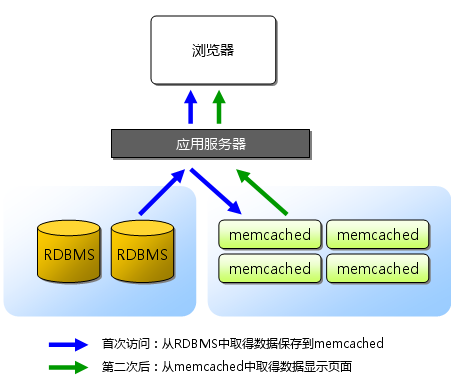 浏览器
应用服务器
RDBMS RDBMS
memcached memcached
memcached memcached
首次访问：从RDBMS中取得数据保存到memcached
第二次后：从memcached中取得数据显示页面